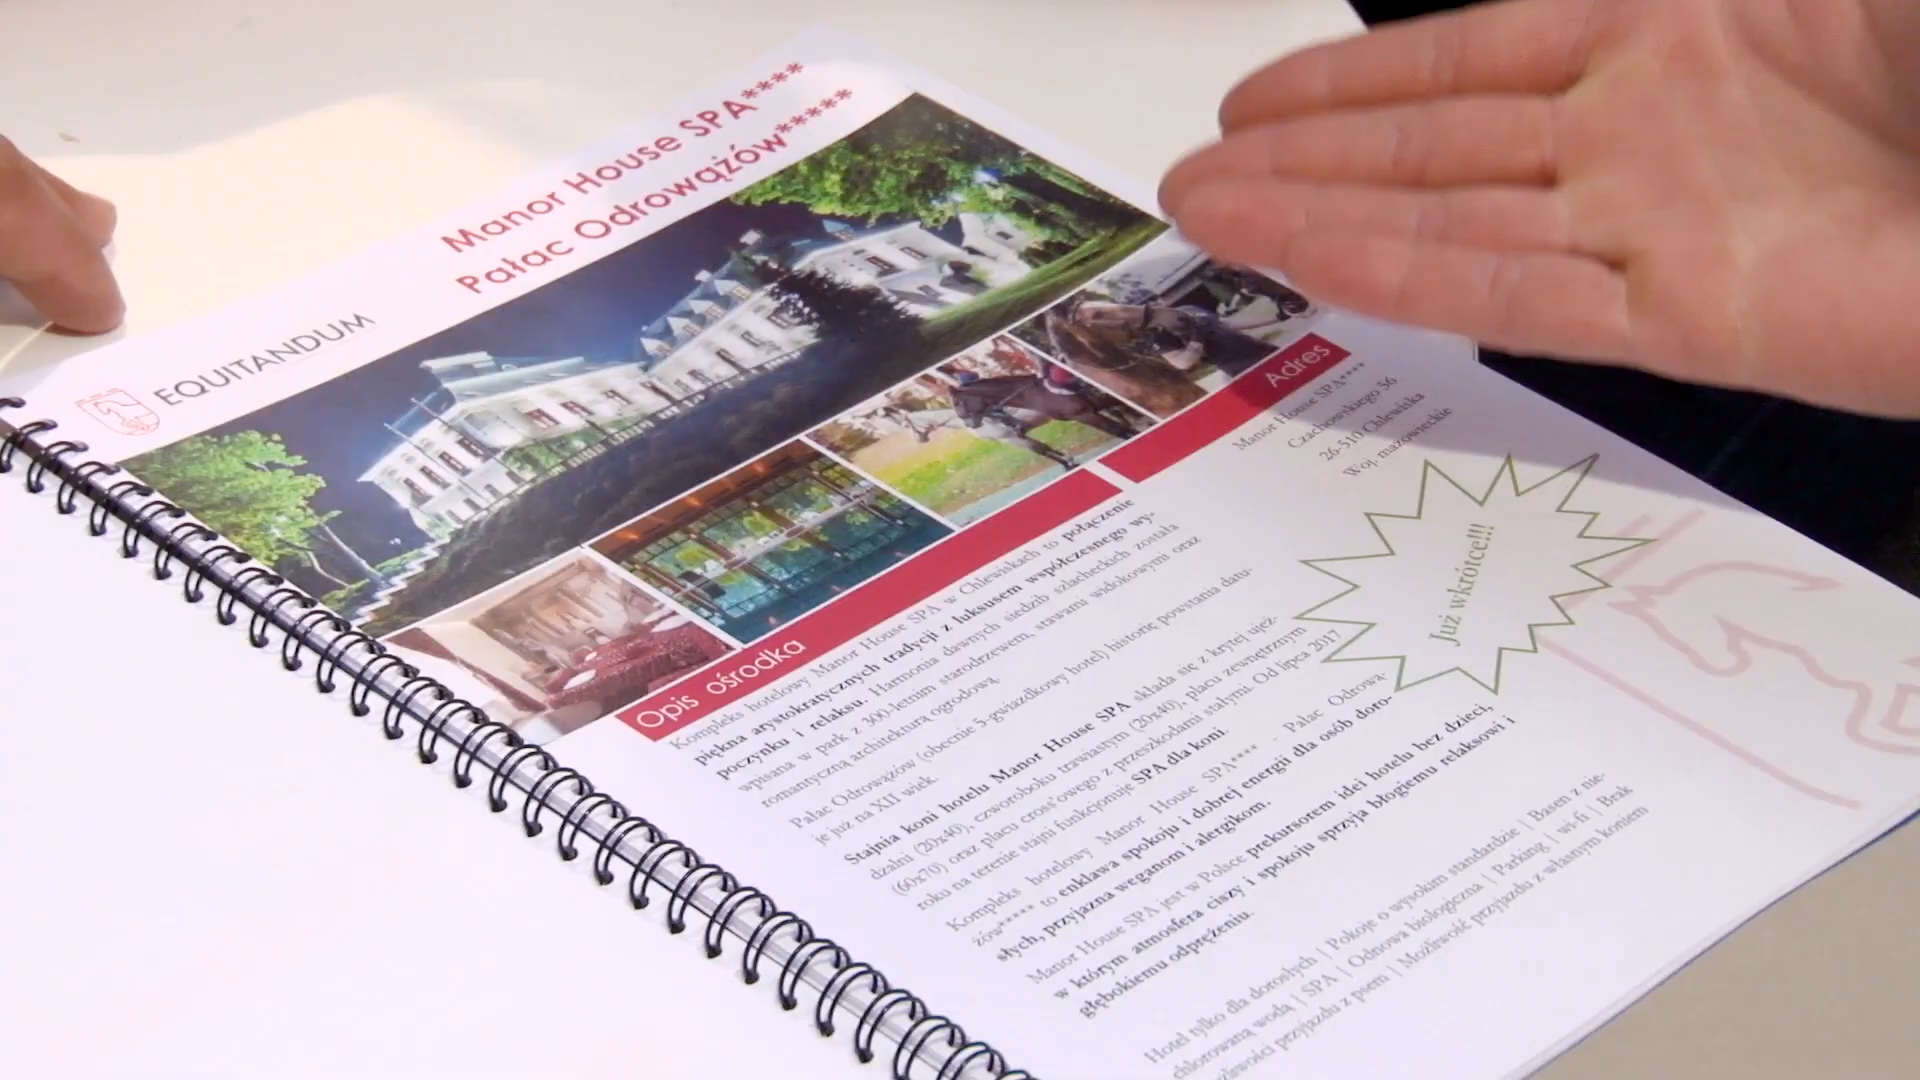 Manor House SPA****
Pałac Odrowążów*****
EQUITANDUM
Adres
Manor House SPA****
Czachowskiego 56
26-510 Chlewiska
Woj. mazowieckie
Już wkrótce!!!
Opis ośrodka
Kompleks hotelowy Manor House SPA w Chlewiskach to połączenie
piękna arystokratycznych tradycji z luksusem współczesnego wy-
poczynku i relaksu. Harmonia dawnych siedzib szlacheckich została
wpisana w park z 300-letnim starodrzewem, stawami widokowymi oraz
romantyczną architekturą ogrodową.
Pałac Odrowążów (obecnie 5-gwiazdkowy hotel) historię powstania datu-
je już na XII wiek.
Stajnia koni hotelu Manor House SPA składa się z krytej ujeż-
dżalni (20x40), czworoboku trawiastym (20x40), placu zewnętrznym
(60x70) oraz placu cross'owego z przeszkodami stałymi. Od lipca 2017
roku na terenie stajni funkcjonuje SPA dla koni.
Kompleks hotelowy Manor House SPA**** - Pałac Odrową-
żów***** to enklawa spokoju i dobrej energii dla osób doro-
słych, przyjazna weganom i alergikom.
Manor House SPA jest w Polsce prekursorem idei hotelu bez dzieci,
w którym atmosfera ciszy i spokoju sprzyja błogiemu relaksowi i
głębokiemu odprężeniu.
Hotel tylko dla dorosłych | Pokoje o wysokim standardzie | Basen z nie-
chlorowaną wodą | SPA | Odnowa biologiczna | Parking | wi-fi | Brak
możliwości przyjazdu z psem | Możliwość przyjazdu z własnym koniem